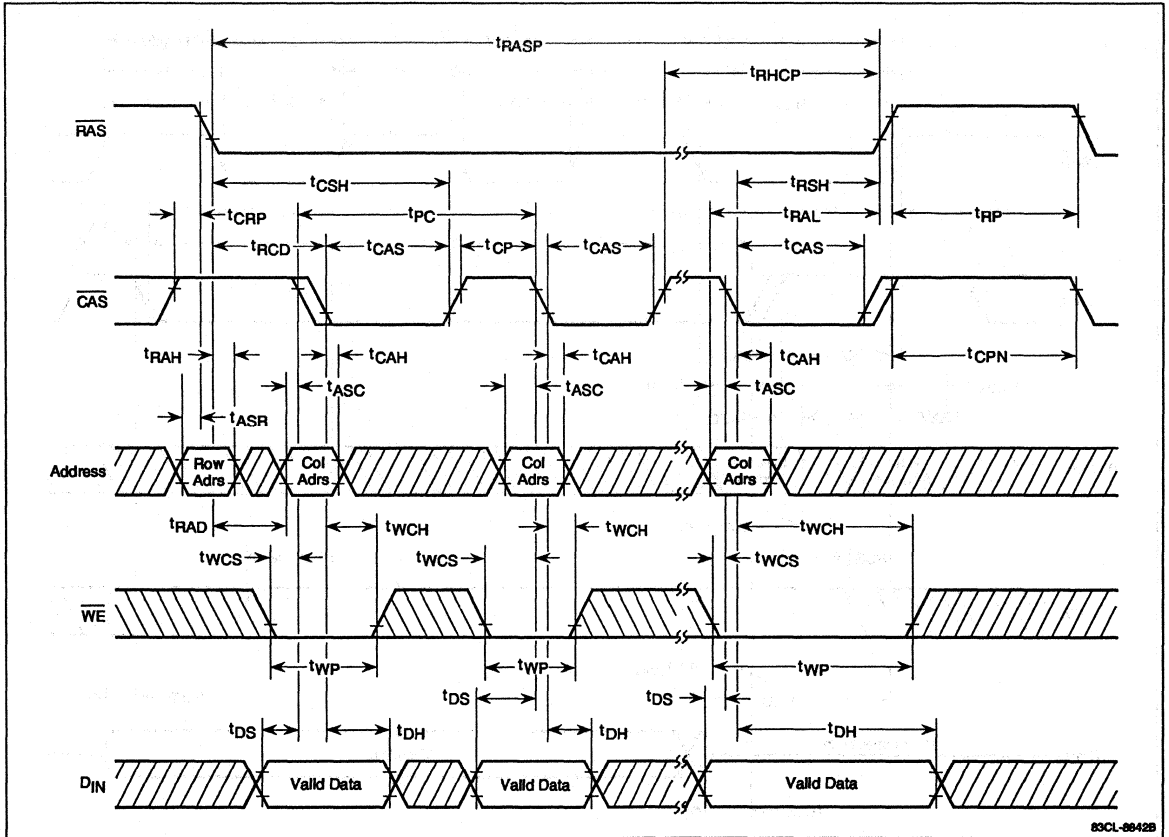 tRASP
tRHCP
RAS
tCSH
tRSH
tCRP
tPC
tRAL
tRP
tRCD
tCAS
tCP
tCAS
tCAS
CAS
tRAH
tCAH
tCAH
tCAH
tCPN
tASC
tASC
tASC
tASR
Address
Row Adrs
Col Adrs
Col Adrs
Col Adrs
tRAD
tWCH
tWCH
tWCH
tWCS
tWCS
tWCS
WE
tWP
tWP
tWP
tDS
tDS
tDS
tDH
tDH
tDH
DIN
Valid Data
Valid Data
Valid Data
83CL-8842B